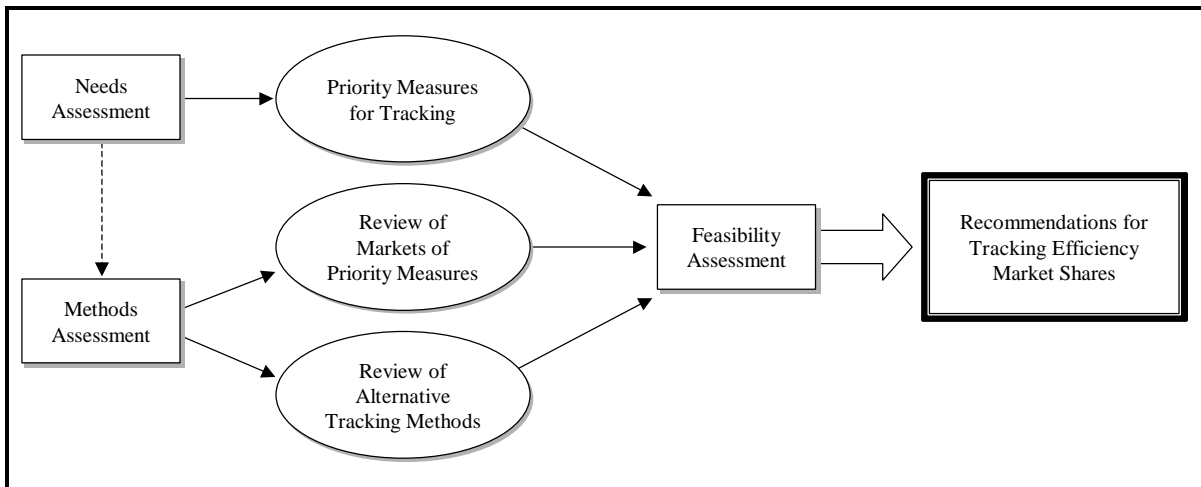 Needs
Assessment
Priority Measures
for Tracking
Review of
Markets of
Priority Measures
Methods
Assessment
Review of
Alternative
Tracking Methods
Feasibility
Assessment
Recommendations for
Tracking Efficiency
Market Shares